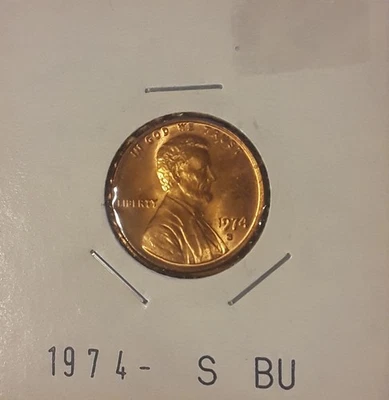 IN GOD WE TRUST
LIBERTY
1974
S
1974- S BU